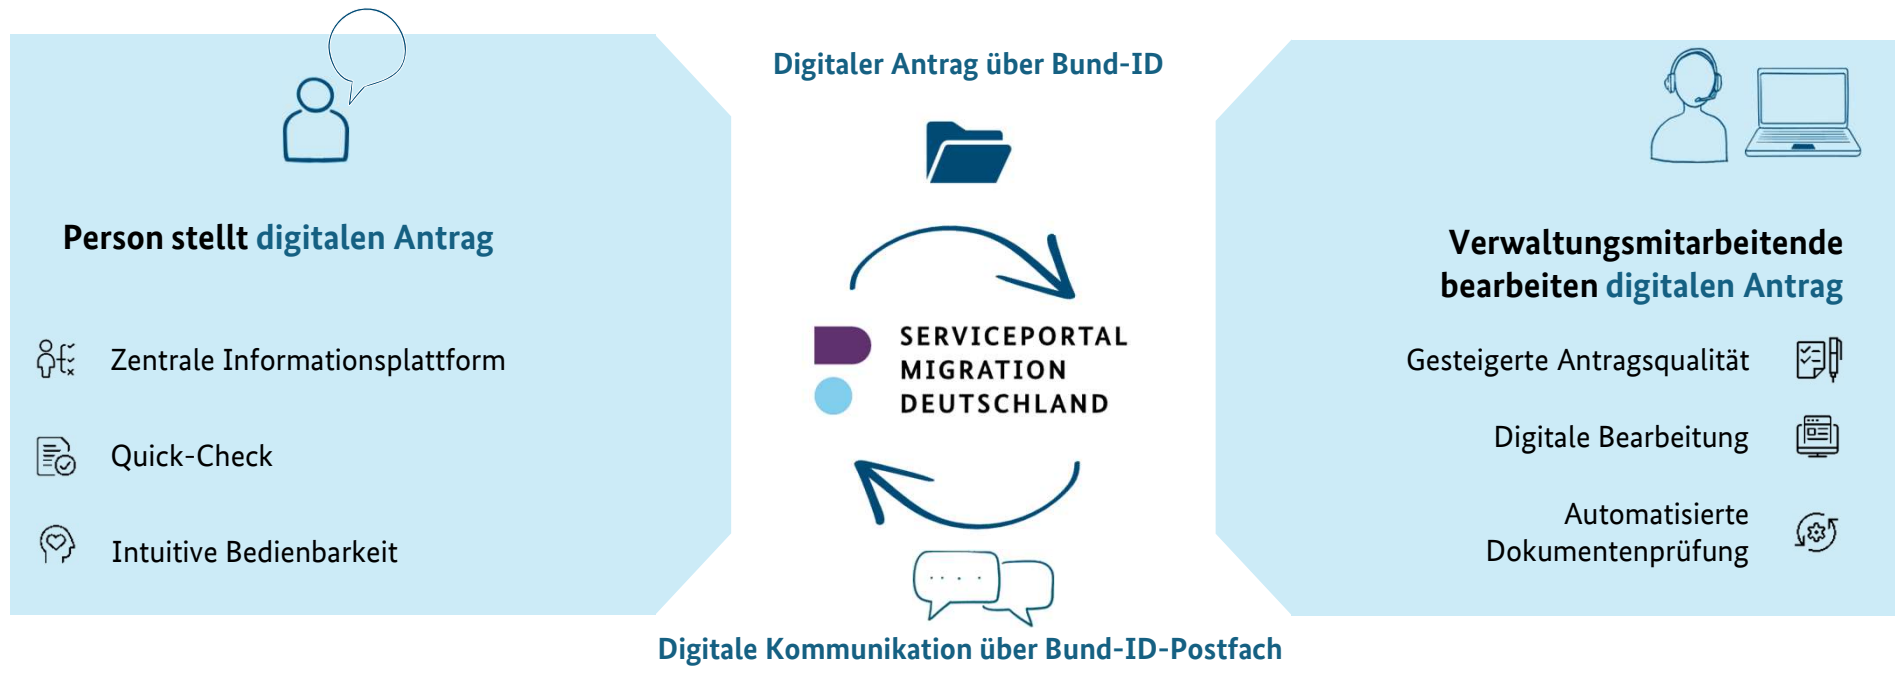 Person stellt digitalen Antrag
Zentrale Informationsplattform
Quick-Check
Intuitive Bedienbarkeit
Digitaler Antrag über Bund-ID
SERVICEPORTAL
MIGRATION
DEUTSCHLAND
Digitale Kommunikation über Bund-ID-Postfach
Verwaltungsmitarbeitende
bearbeiten digitalen Antrag
Gesteigerte Antragsqualität
Digitale Bearbeitung
Automatisierte
Dokumentenprüfung